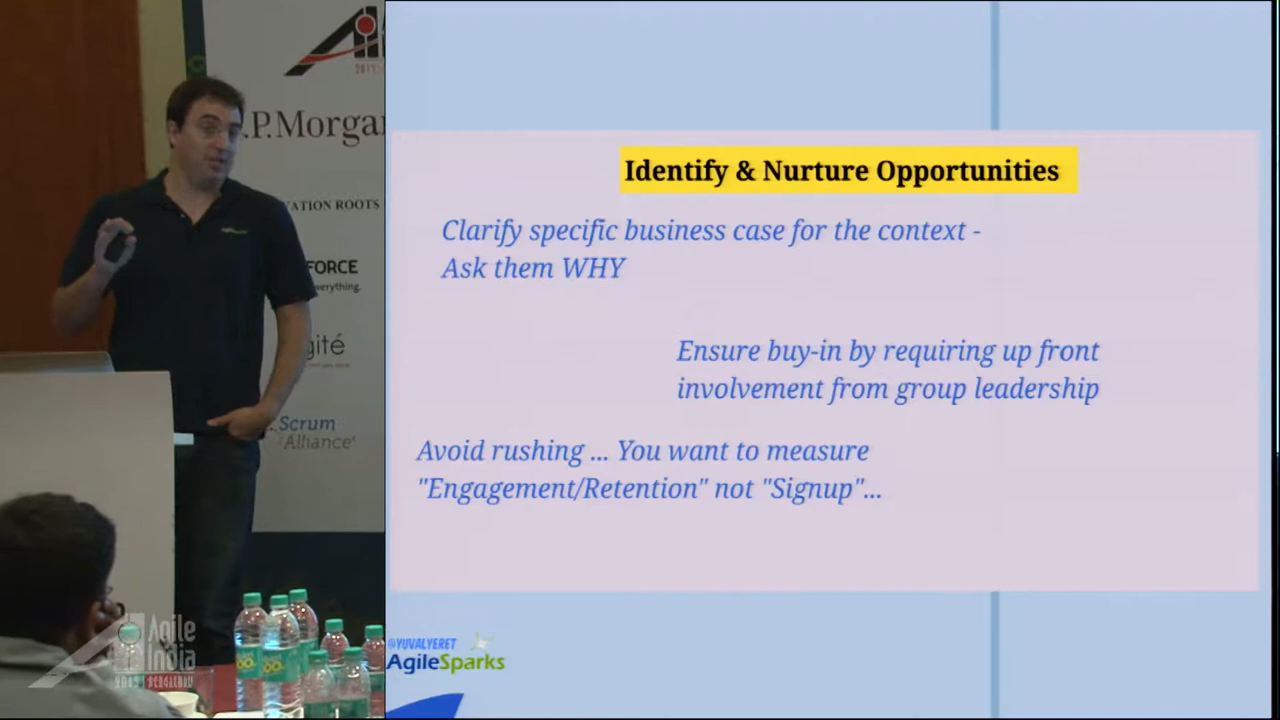 J.P.Morgan
VATION ROOTS
FORCE
verything.
gité
Scrum
Alliance
Identify & Nurture Opportunities
Clarify specific business case for the context -
Ask them WHY
Ensure buy-in by requiring up front
involvement from group leadership
Avoid rushing ... You want to measure
"Engagement/Retention" not "Signup"...
@YUVALYERET
AgileSparks
Agile
India